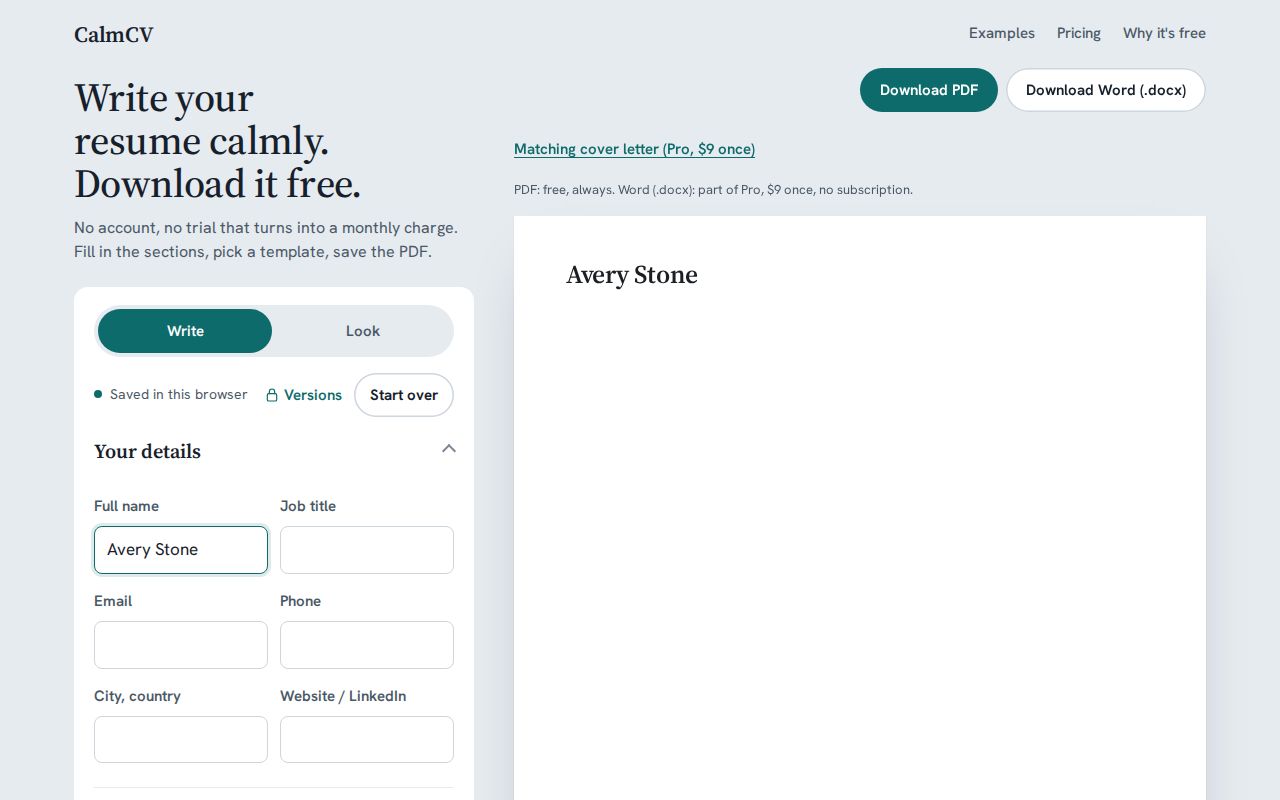 CalmCV
Examples
Pricing
Why it's free
Write your
resume calmly.
Download it free.
No account, no trial that turns into a monthly charge.
Fill in the sections, pick a template, save the PDF.
Write
Look
Saved in this browser
Versions
Start over
Your details
Full name
Job title
Avery Stone
Email
Phone
City, country
Website / LinkedIn
Download PDF
Download Word (.docx)
Matching cover letter (Pro, $9 once)
PDF: free, always. Word (.docx): part of Pro, $9 once, no subscription.
Avery Stone